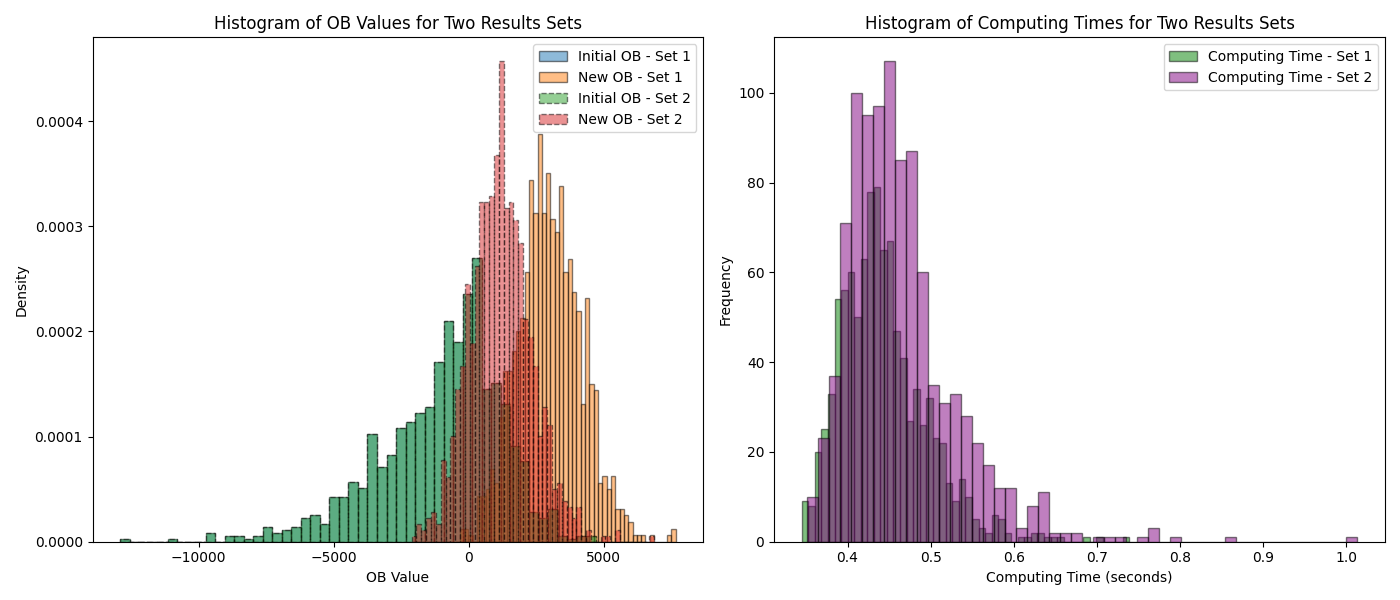 Histogram of OB Values for Two Results Sets
Initial OB - Set 1
New OB - Set 1
Initial OB - Set 2
New OB - Set 2
Density
0.0004
0.0003
0.0002
0.0001
0.0000
−10000
−5000
0
5000
OB Value
Histogram of Computing Times for Two Results Sets
Computing Time - Set 1
Computing Time - Set 2
Frequency
100
80
60
40
20
0
0.4
0.5
0.6
0.7
0.8
0.9
1.0
Computing Time (seconds)